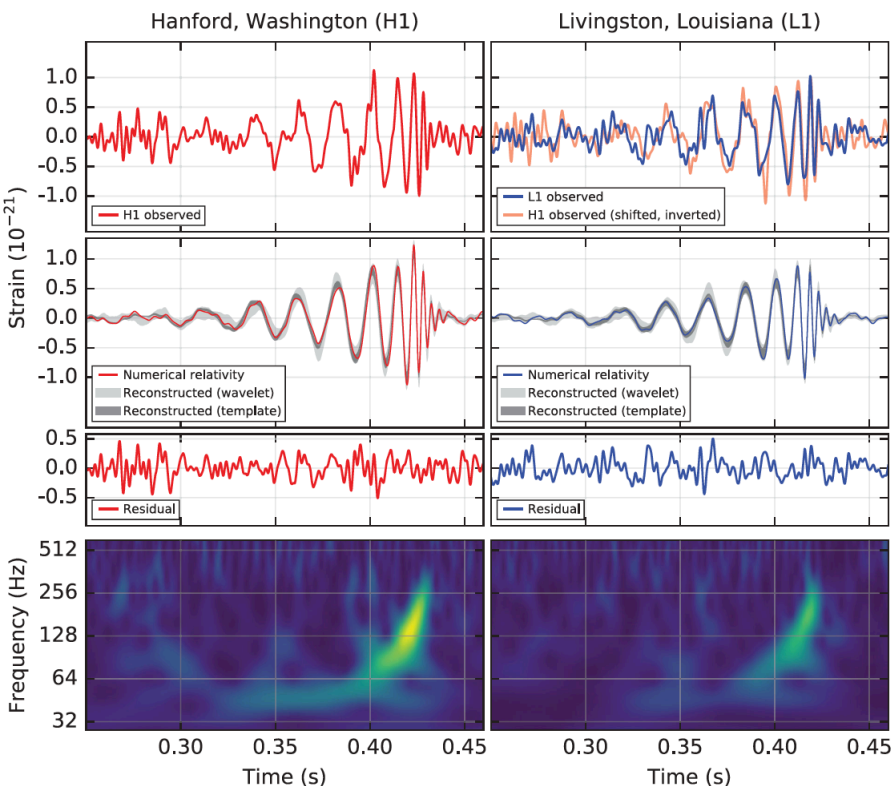 Hanford, Washington (H1)
Livingston, Louisiana (L1)
Strain (10⁻²¹)
1.0
0.5
0.0
-0.5
-1.0
H1 observed
L1 observed
H1 observed (shifted, inverted)
1.0
0.5
0.0
-0.5
-1.0
Numerical relativity
Reconstructed (wavelet)
Reconstructed (template)
Numerical relativity
Reconstructed (wavelet)
Reconstructed (template)
0.5
0.0
-0.5
Residual
Residual
Frequency (Hz)
512
256
128
64
32
0.30 0.35 0.40 0.45
0.30 0.35 0.40 0.45
Time (s)
Time (s)